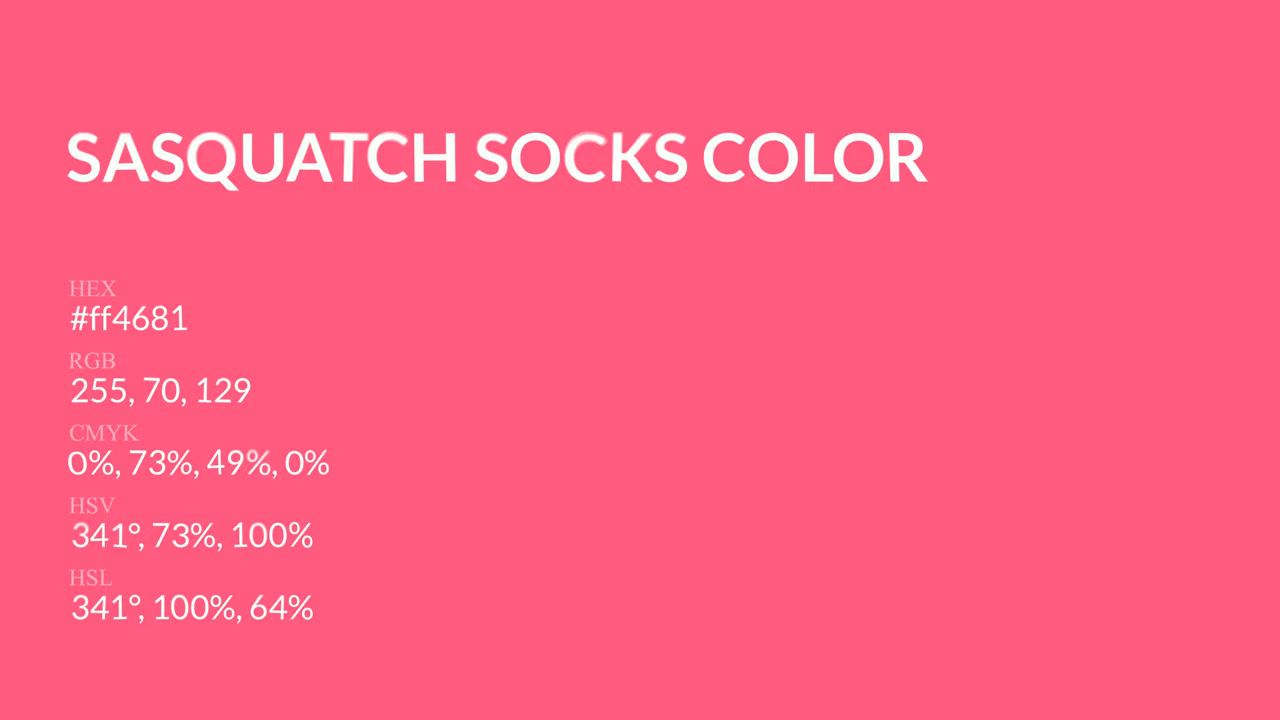 SASQUATCH SOCKS COLOR
HEX
#ff4681
RGB
255, 70, 129
CMYK
0%, 73%, 49%, 0%
HSV
341°, 73%, 100%
HSL
341°, 100%, 64%